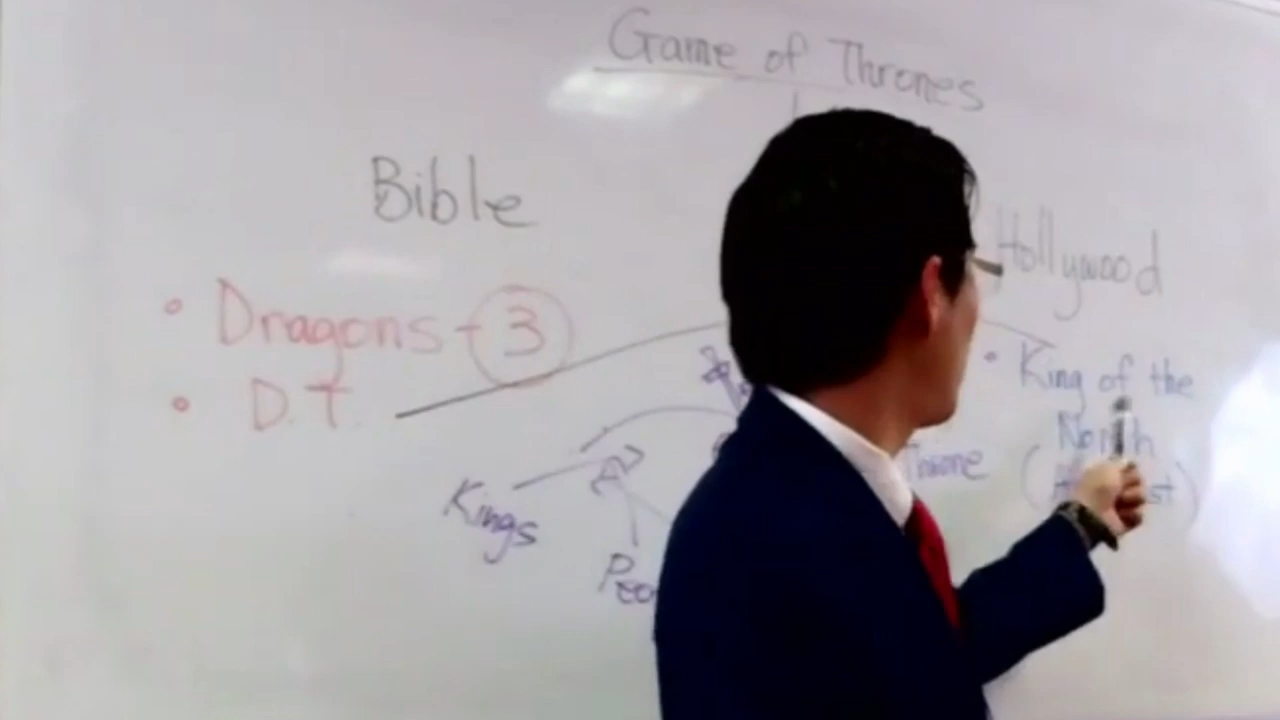 Game of Thrones
Bible
Hollywood
• Dragons - 3
• D.T.
• King of the
North
Throne
Kings